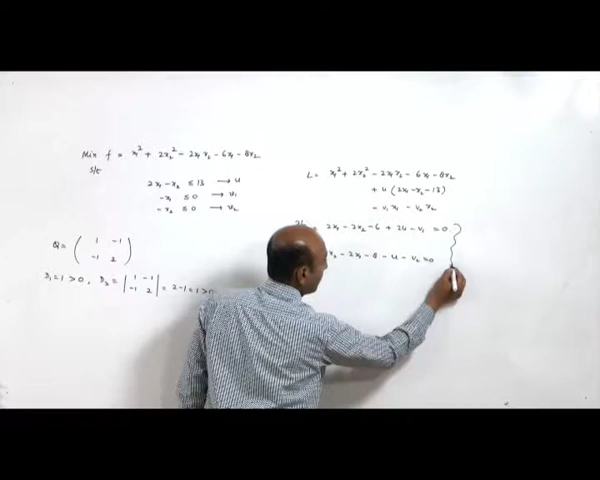 Min f = x₁² + 2x₂² - 2x₁x₂ - 6x₁ - 8x₂
s/t
2x₁ - x₂ ≤ 13 → u
-x₁ ≤ 0 → v₁
-x₂ ≤ 0 → v₂
Q = ( 1 -1
-1 2 )
D₁ = 1 > 0, D₂ = | 1 -1
-1 2 | = 2-1 = 1 > 0
L = x₁² + 2x₂² - 2x₁x₂ - 6x₁ - 8x₂
+ u (2x₁ - x₂ - 13)
- v₁x₁ - v₂x₂
= 2x₁ - 2x₂ - 6 + 2u - v₁ = 0
x₂ - 2x₁ - 8 - u - v₂ = 0